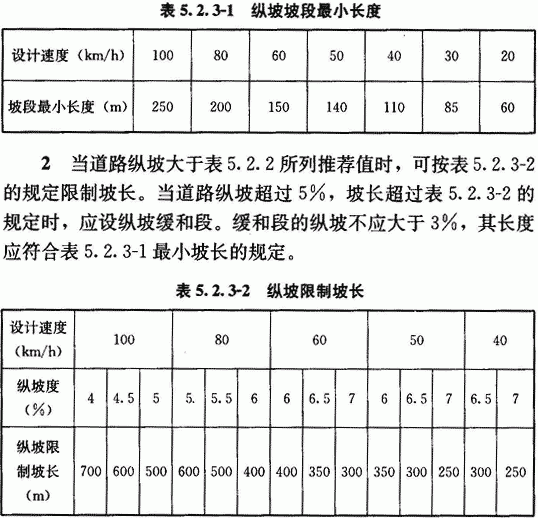 表 5. 2. 3-1 纵坡坡段最小长度
设计速度（km/h） 100 80 60 50 40 30 20
坡段最小长度（m） 250 200 150 140 110 85 60
2 当道路纵坡大于表 5. 2. 2 所列推荐值时，可按表 5. 2. 3-2
的规定限制坡长。当道路纵坡超过 5%，坡长超过表 5. 2. 3-2 的
规定时，应设纵坡缓和段。缓和段的纵坡不应大于 3%，其长度
应符合表 5. 2. 3-1 最小坡长的规定。
表 5. 2. 3-2 纵坡限制坡长
设计速度
（km/h）
100 80 60 50 40
纵坡度
（%）
4 4. 5 5 5. 5. 5 6 6 6. 5 7 6 6. 5 7 6. 5 7
纵坡限
制坡长
（m）
700 600 500 600 500 400 400 350 300 350 300 250 300 250